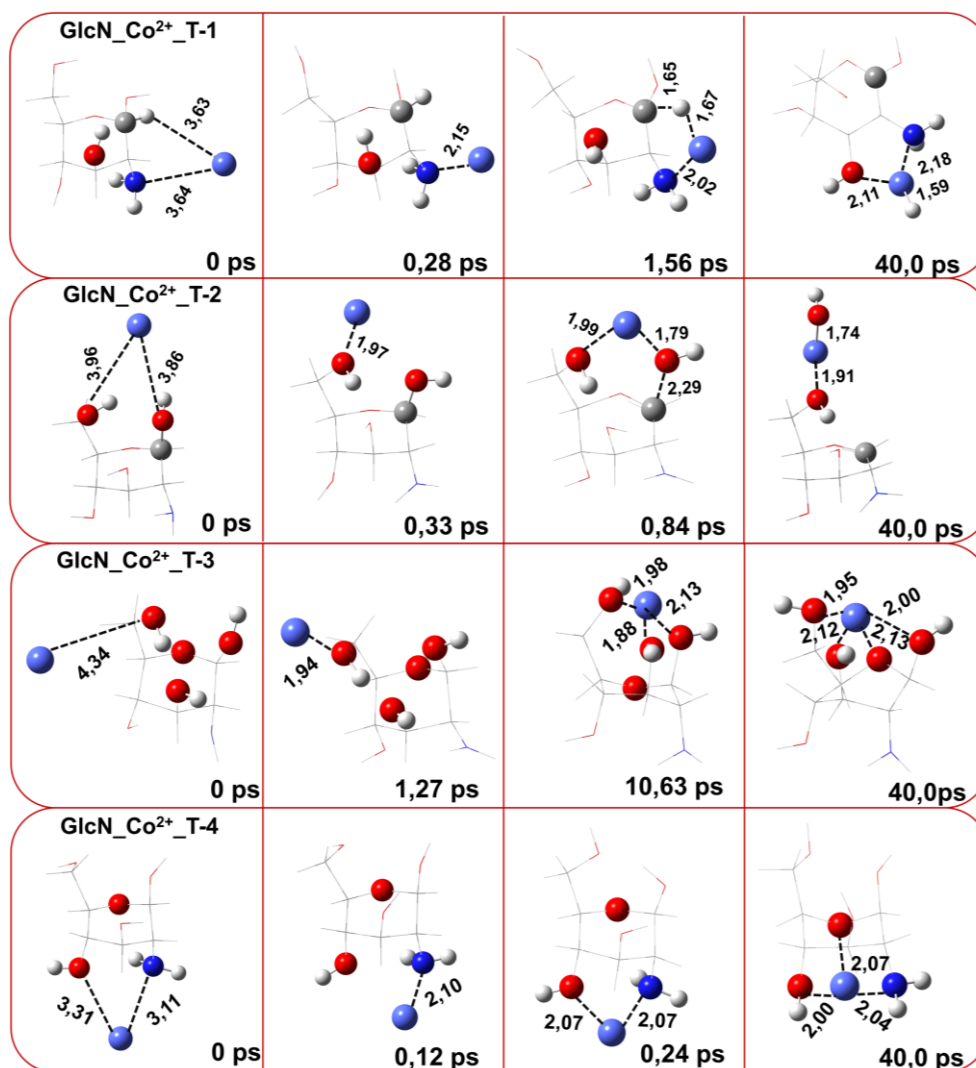 GlcN_Co²⁺_T-1
3,63
3,64
0 ps
2,15
0,28 ps
1,65
1,67
2,02
1,56 ps
2,18
2,11
1,59
40,0 ps
GlcN_Co²⁺_T-2
3,96
3,86
0 ps
1,97
0,33 ps
1,99
1,79
2,29
0,84 ps
1,74
1,91
40,0 ps
GlcN_Co²⁺_T-3
4,34
0 ps
1,94
1,27 ps
1,98
2,13
1,88
10,63 ps
1,95
2,00
2,12
2,13
40,0ps
GlcN_Co²⁺_T-4
3,31
3,11
0 ps
2,10
0,12 ps
2,07
2,07
0,24 ps
2,07
2,00
2,04
40,0 ps